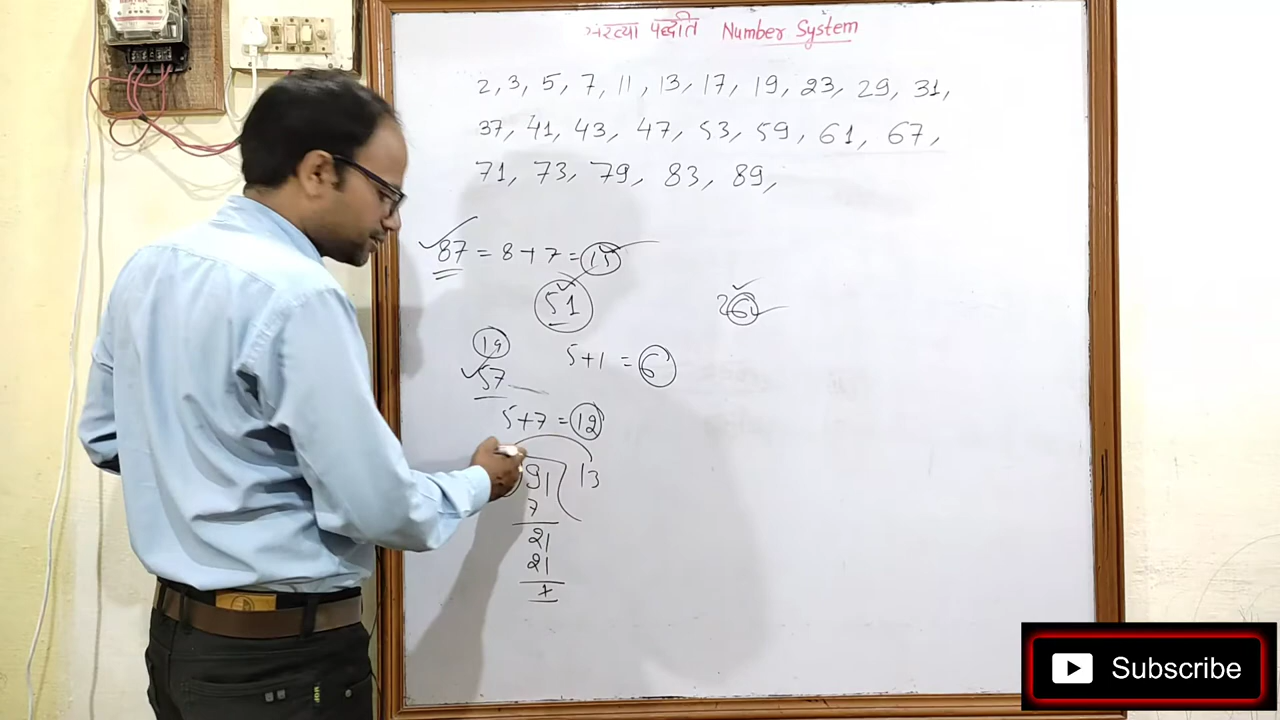 संख्या पद्धति Number System
2, 3, 5, 7, 11, 13, 17, 19, 23, 29, 31,
37, 41, 43, 47, 53, 59, 61, 67,
71, 73, 79, 83, 89,
87 = 8 + 7 = 15
51
5+1 = 6
19
57
5+7 = 12
91 13
7
21
21
+
Subscribe